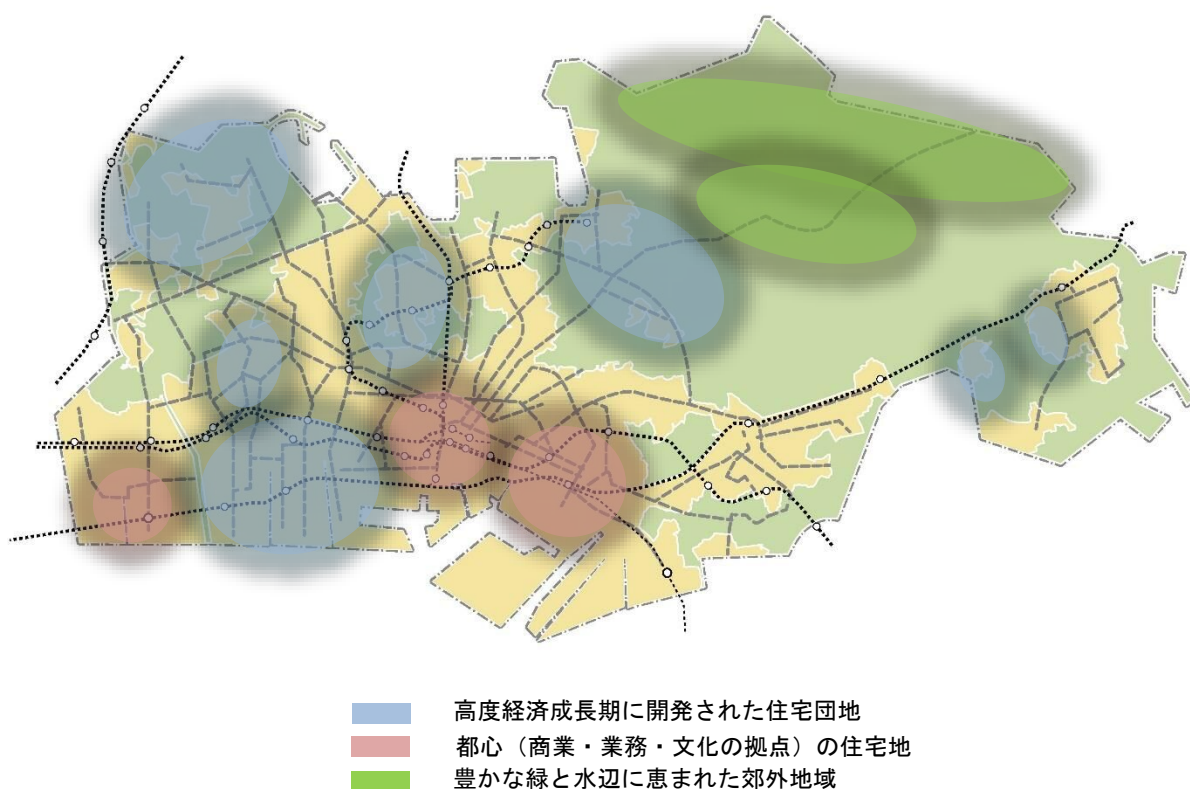 高度経済成長期に開発された住宅団地
都心（商業・業務・文化の拠点）の住宅地
豊かな緑と水辺に恵まれた郊外地域